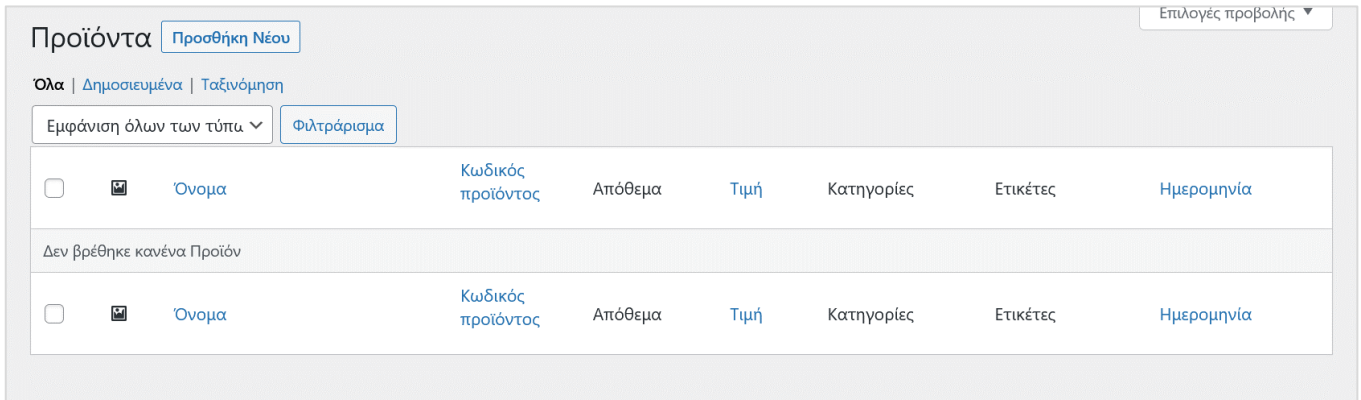 Επιλογές προβολής ▼
Προϊόντα Προσθήκη Νέου
Όλα | Δημοσιευμένα | Ταξινόμηση
Εμφάνιση όλων των τύπω Φιλτράρισμα
Όνομα Κωδικός προϊόντος Απόθεμα Τιμή Κατηγορίες Ετικέτες Ημερομηνία
Δεν βρέθηκε κανένα Προϊόν
Όνομα Κωδικός προϊόντος Απόθεμα Τιμή Κατηγορίες Ετικέτες Ημερομηνία